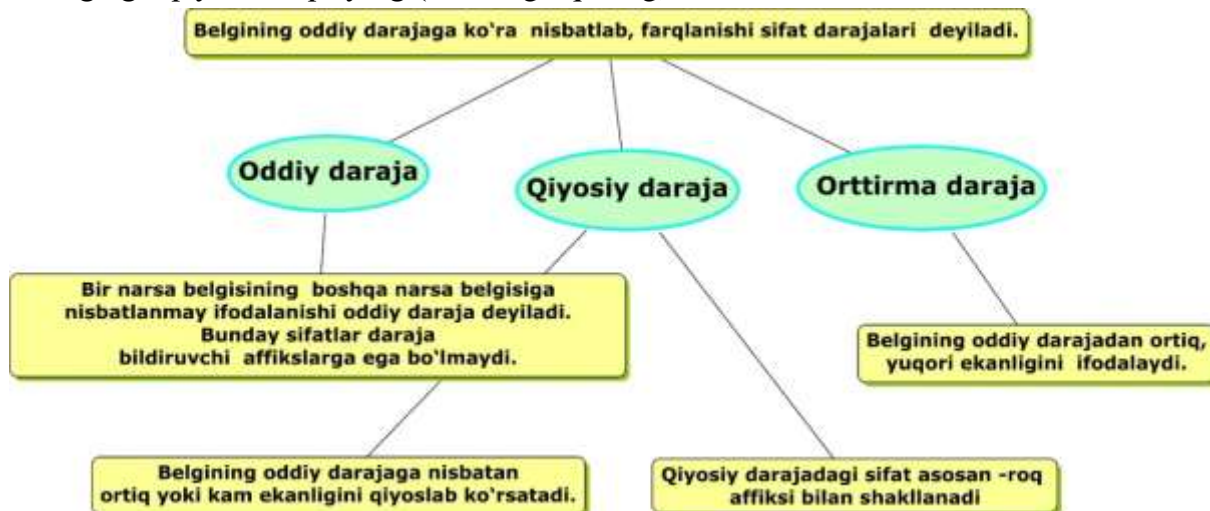 Belgining oddiy darajaga ko'ra nisbatlab, farqlanishi sifat darajalari deyiladi.
Oddiy daraja
Qiyosiy daraja
Orttirma daraja
Bir narsa belgisining boshqa narsa belgisiga
nisbatlanmay ifodalanishi oddiy daraja deyiladi.
Bunday sifatlar daraja
bildiruvchi affikslarga ega bo'lmaydi.
Belgining oddiy darajadan ortiq,
yuqori ekanligini ifodalaydi.
Belgining oddiy darajaga nisbatan
ortiq yoki kam ekanligini qiyoslab ko'rsatadi.
Qiyosiy darajadagi sifat asosan -roq
affiksi bilan shakllanadi